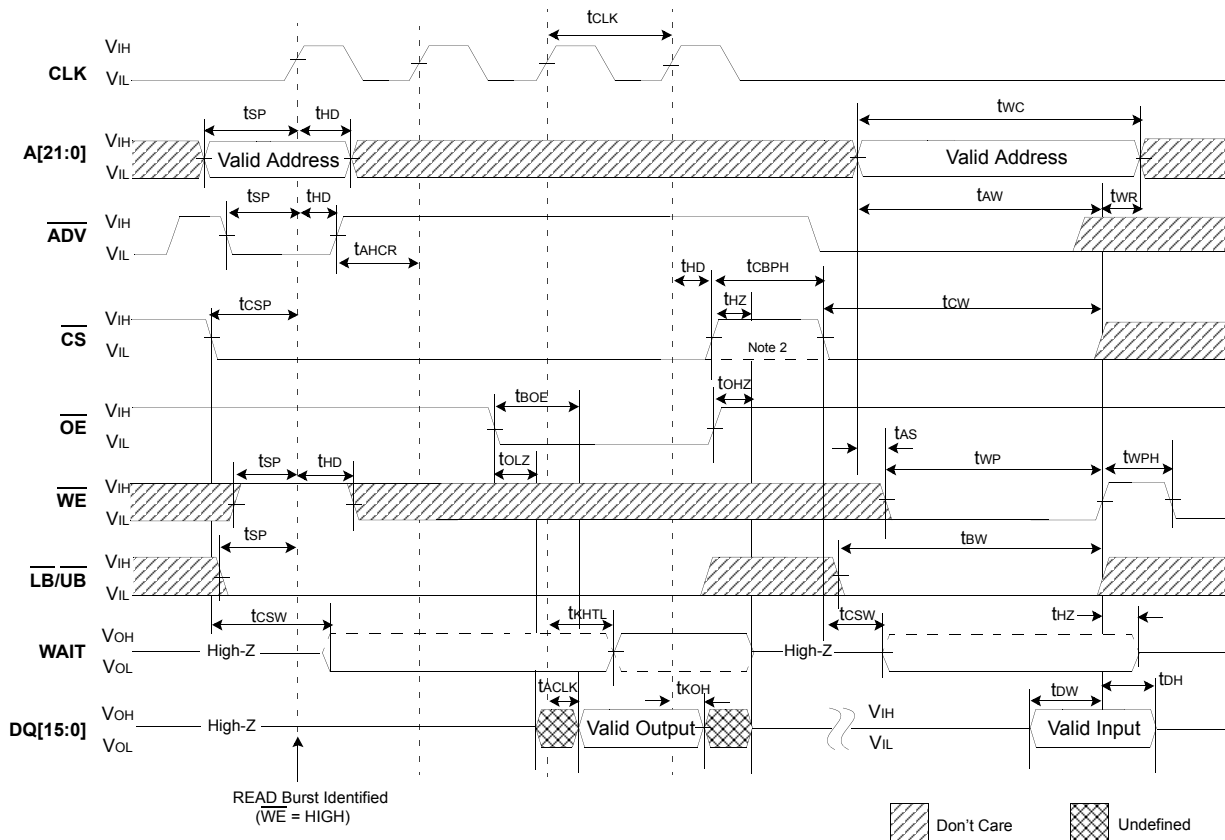 tCLK
VIH
CLK
VIL
tSP tHD tWC
VIH
A[21:0] Valid Address Valid Address
VIL
tSP tHD tAW tWR
VIH
ADV
VIL
tAHCR
tHD tCBPH
tCSP tHZ tCW
VIH
CS
VIL
Note 2
tBOE tOHZ
VIH
OE
VIL
tAS
tSP tHD tOLZ tWP tWPH
VIH
WE
VIL
tSP tBW
VIH
LB/UB
VIL
tCSW tKHTL tCSW tHZ
VOH
WAIT High-Z High-Z
VOL
tACLK tKOH tDW tDH
VOH VIH
DQ[15:0] High-Z Valid Output Valid Input
VOL VIL
READ Burst Identified
(WE = HIGH)
Don't Care Undefined